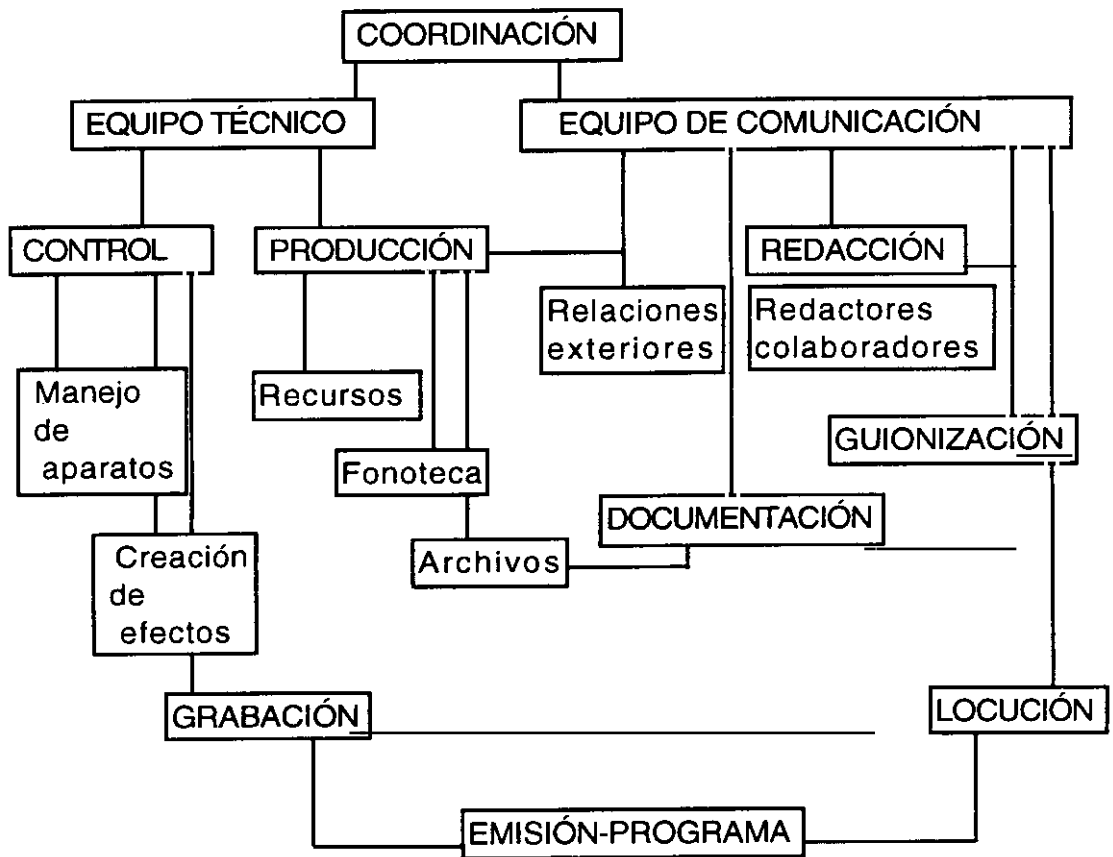 COORDINACIÓN
EQUIPO TÉCNICO
EQUIPO DE COMUNICACIÓN
CONTROL
PRODUCCIÓN
REDACCIÓN
Relaciones
exteriores
Redactores
colaboradores
Manejo
de
aparatos
Recursos
GUIONIZACIÓN
Fonoteca
DOCUMENTACIÓN
Creación
de
efectos
Archivos
GRABACIÓN
LOCUCIÓN
EMISIÓN-PROGRAMA